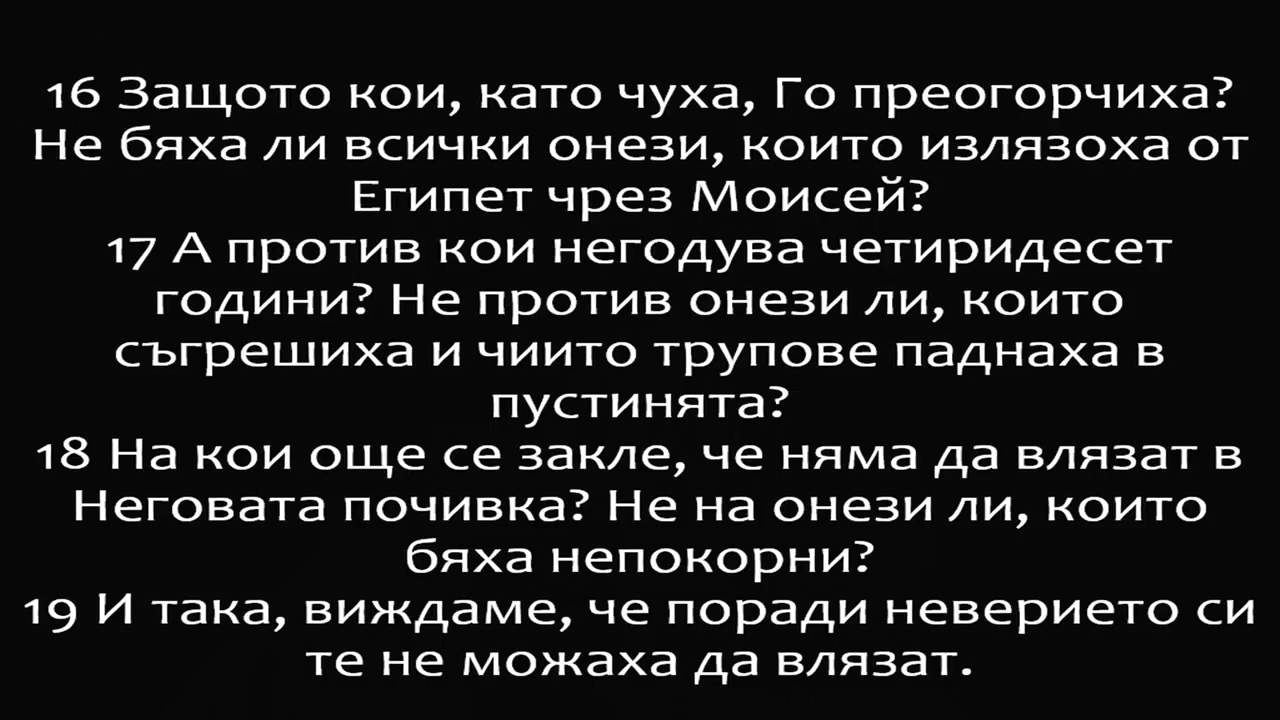 16 Защото кои, като чуха, Го преогорчиха?
Не бяха ли всички онези, които излязоха от
Египет чрез Моисей?
17 А против кои негодува четиридесет
години? Не против онези ли, които
съгрешиха и чиито трупове паднаха в
пустинята?
18 На кои още се закле, че няма да влязат в
Неговата почивка? Не на онези ли, които
бяха непокорни?
19 И така, виждаме, че поради неверието си
те не можаха да влязат.